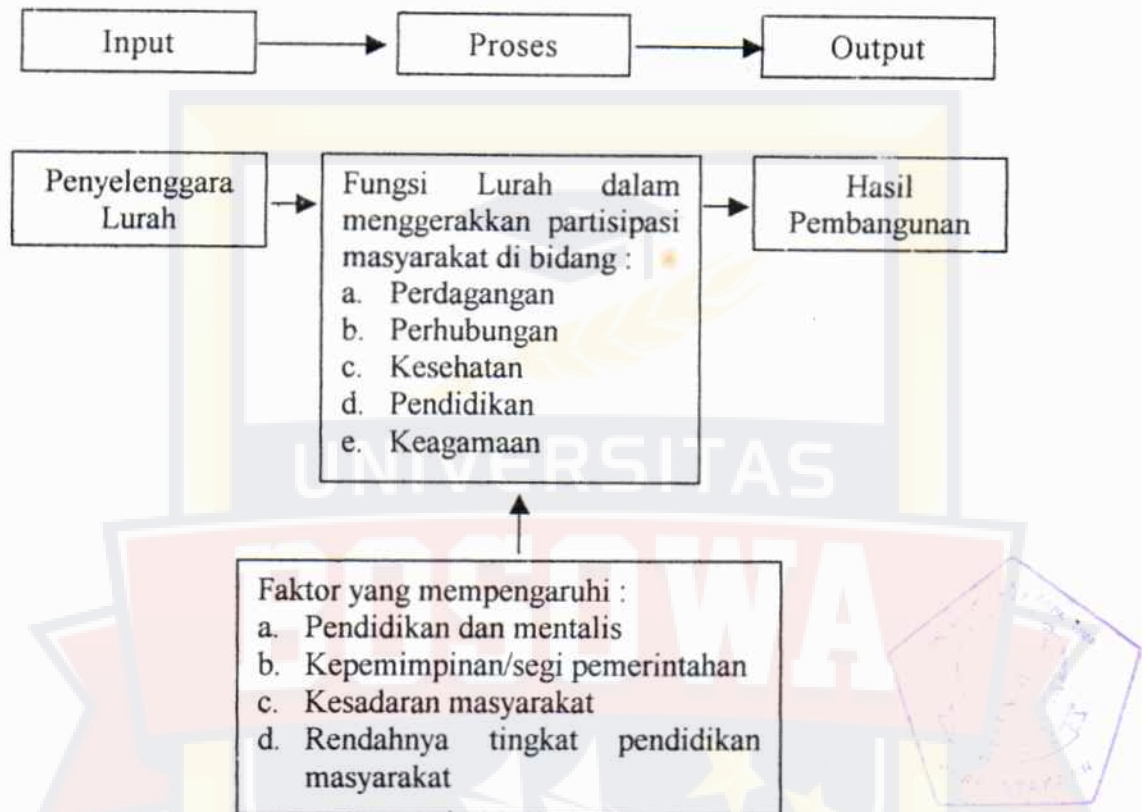 Input
Proses
Output
Penyelenggara
Lurah
Fungsi Lurah dalam
menggerakkan partisipasi
masyarakat di bidang :
a. Perdagangan
b. Perhubungan
c. Kesehatan
d. Pendidikan
e. Keagamaan
Hasil
Pembangunan
UNIVERSITAS
BOSOWA
Faktor yang mempengaruhi :
a. Pendidikan dan mentalis
b. Kepemimpinan/segi pemerintahan
c. Kesadaran masyarakat
d. Rendahnya tingkat pendidikan
masyarakat